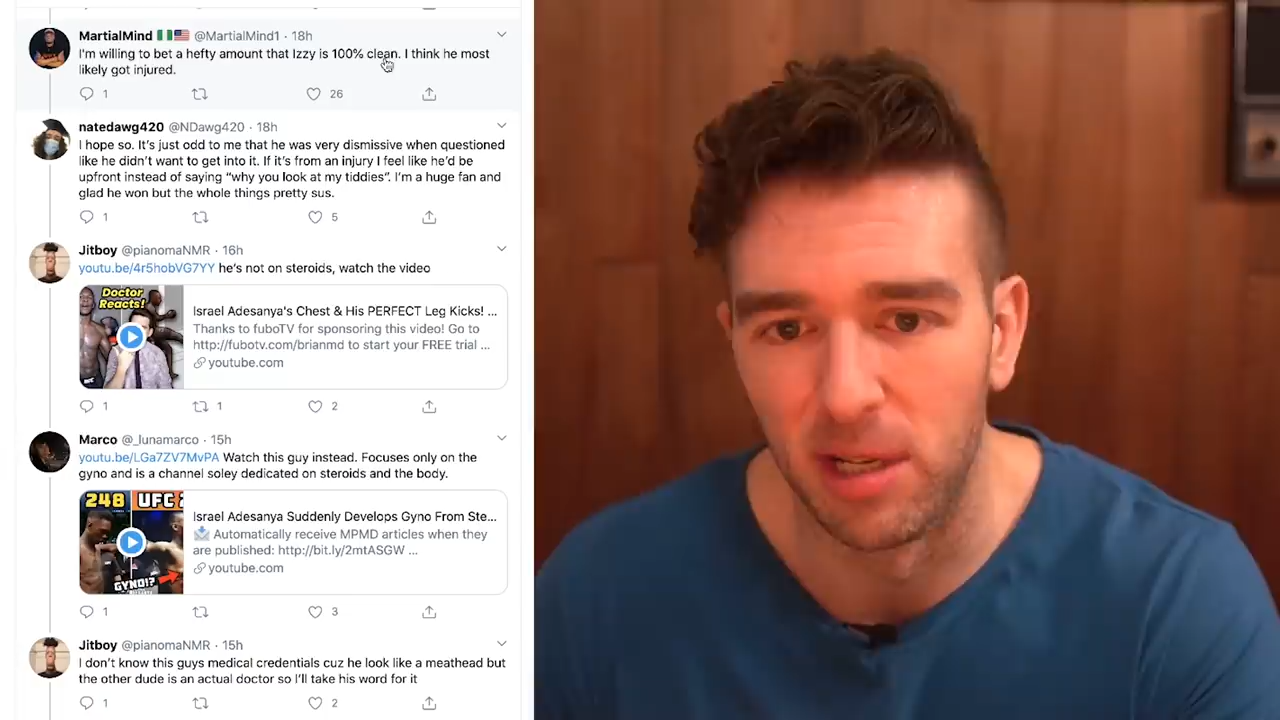 MartialMind 🇳🇬🇺🇸 @MartialMind1 · 18h
I'm willing to bet a hefty amount that Izzy is 100% clean. I think he most
likely got injured.
1 26
natedawg420 @NDawg420 · 18h
I hope so. It's just odd to me that he was very dismissive when questioned
like he didn't want to get into it. If it's from an injury I feel like he'd be
upfront instead of saying "why you look at my tiddies". I'm a huge fan and
glad he won but the whole things pretty sus.
1 5
Jitboy @pianomaNMR · 16h
youtu.be/4r5hobVG7YY he's not on steroids, watch the video
Doctor
Reacts!
Israel Adesanya's Chest & His PERFECT Leg Kicks! ...
Thanks to fuboTV for sponsoring this video! Go to
http://fubotv.com/brianmd to start your FREE trial ...
youtube.com
1 1 2
Marco @_lunamarco · 15h
youtu.be/LGa7ZV7MvPA Watch this guy instead. Focuses only on the
gyno and is a channel soley dedicated on steroids and the body.
248 UFC 2
GYNO!?
Israel Adesanya Suddenly Develops Gyno From Ste...
📩 Automatically receive MPMD articles when they
are published: http://bit.ly/2mtASGW ...
youtube.com
1 3
Jitboy @pianomaNMR · 15h
I don't know this guys medical credentials cuz he look like a meathead but
the other dude is an actual doctor so I'll take his word for it
1 2